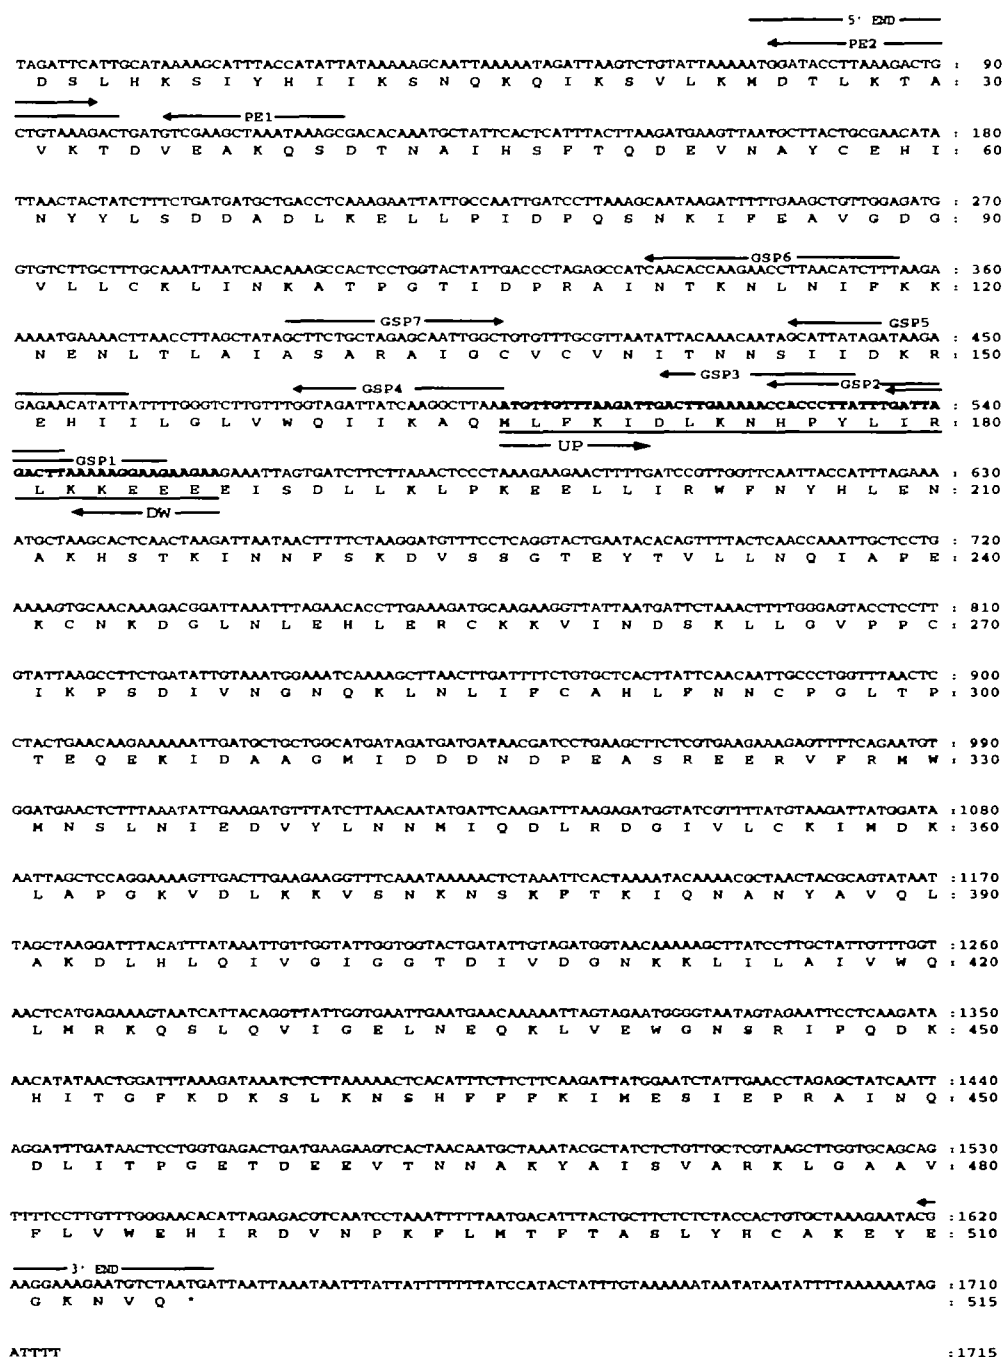 5' END
PE2
TAGATTCATTGCATAAAAGCATTTACCATATTATAAAAAGCAATTAAAAATAGATTAAGTCTGTATTAAAAATGGATACCTTAAAGACTG : 90
D S L H K S I Y H I I K S N Q K Q I K S V L K M D T L K T A : 30
PE1
CTGTAAAGACTGATGTCGAAGCTAAATAAAGCGACACAAATGCTATTCACTCATTTACTTAAGATGAAGTTAATGCTTACTGCGAACATA : 180
V K T D V E A K Q S D T N A I H S F T Q D E V N A Y C E H I : 60
TTAACTACTATCTTTCTGATGATGCTGACCTCAAAGAATTATTGCCAATTGATCCTTAAAGCAATAAGATTTTTGAAGCTGTTGGAGATG : 270
N Y Y L S D D A D L K E L L P I D P Q S N K I F E A V G D G : 90
GSP6
GTGTCTTGCTTTGCAAATTAATCAACAAAGCCACTCCTGGTACTATTGACCCTAGAGCCATCAACACCAAGAACCTTAACATCTTTAAGA : 360
V L L C K L I N K A T P G T I D P R A I N T K N L N I F K K : 120
GSP7 GSP5
AAAATGAAAACTTAACCTTAGCTATAGCTTCTGCTAGAGCAATTGGCTGTGTTTGCGTTAATATTACAAACAATAGCATTATAGATAAGA : 450
N E N L T L A I A S A R A I G C V C V N I T N N S I I D K R : 150
GSP4 GSP3 GSP2
GAGAACATATTATTTTGGGTCTTGTTTGGTAGATTATCAAGGCTTAAATGTTGTTTAAGATTGACTTGAAAAACCACCCTTATTTGATTA : 540
E H I I L G L V W Q I I K A Q M L F K I D L K N H P Y L I R : 180
GSP1 UP
GACTTAAAAAGGAAGAAGAAGAAATTAGTGATCTTCTTAAACTCCCTAAAGAAGAACTTTTGATCCGTTGGTTCAATTACCATTTAGAAA : 630
L K K E E E E I S D L L K L P K E E L L I R W F N Y H L E N : 210
DW
ATGCTAAGCACTCAACTAAGATTAATAACTTTTCTAAGGATGTTTCCTCAGGTACTGAATACACAGTTTTACTCAACCAAATTGCTCCTG : 720
A K H S T K I N N F S K D V S S G T E Y T V L L N Q I A P E : 240
AAAAGTGCAACAAAGACGGATTAAATTTAGAACACCTTGAAAGATGCAAGAAGGTTATTAATGATTCTAAACTTTTGGGAGTACCTCCTT : 810
K C N K D G L N L E H L E R C K K V I N D S K L L G V P P C : 270
GTATTAAGCCTTCTGATATTGTAAATGGAAATCAAAAGCTTAACTTGATTTTCTGTGCTCACTTATTCAACAATTGCCCTGGTTTAACTC : 900
I K P S D I V N G N Q K L N L I F C A H L F N N C P G L T P : 300
CTACTGAACAAGAAAAAATTGATGCTGCTGGCATGATAGATGATGATAACGATCCTGAAGCTTCTCGTGAAGAAAGAGTTTTCAGAATGT : 990
T E Q E K I D A A G M I D D D N D P E A S R E E R V F R M W : 330
GGATGAACTCTTTAAATATTGAAGATGTTTATCTTAACAATATGATTCAAGATTTAAGAGATGGTATCGTTTTATGTAAGATTATGGATA : 1080
M N S L N I E D V Y L N N M I Q D L R D G I V L C K I M D K : 360
AATTAGCTCCAGGAAAAGTTGACTTGAAGAAGGTTTCAAATAAAAACTCTAAATTCACTAAAATACAAAACGCTAACTACGCAGTATAAT : 1170
L A P G K V D L K K V S N K N S K F T K I Q N A N Y A V Q L : 390
TAGCTAAGGATTTACATTTATAAATTGTTGGTATTGGTGGTACTGATATTGTAGATGGTAACAAAAAGCTTATCCTTGCTATTGTTTGGT : 1260
A K D L H L Q I V G I G G T D I V D G N K K L I L A I V W Q : 420
AACTCATGAGAAAGTAATCATTACAGGTTATTGGTGAATTGAATGAACAAAAATTAGTAGAATGGGGTAATAGTAGAATTCCTCAAGATA :1350
L M R K Q S L Q V I G E L N E Q K L V E W G N S R I P Q D K : 450
AACATATAACTGGATTTAAAGATAAATCTCTTAAAAACTCACATTTCTTCTTCAAGATTATGGAATCTATTGAACCTAGAGCTATCAATT : 1440
H I T G F K D K S L K N S H F F F K I M E S I E P R A I N Q : 450
AGGATTTGATAACTCCTGGTGAGACTGATGAAGAAGTCACTAACAATGCTAAATACGCTATCTCTGTTGCTCGTAAGCTTGGTGCAGCAG : 1530
D L I T P G E T D E E V T N N A K Y A I S V A R K L G A A V : 480
TTTTCCTTGTTTGGGAACACATTAGAGACGTCAATCCTAAATTTTTAATGACATTTACTGCTTCTCTCTACCACTGTGCTAAAGAATACG : 1620
F L V W E H I R D V N P K F L M T F T A S L Y H C A K E Y E : 510
3' END
AAGGAAAGAATGTCTAATGATTAATTAAATAATTTATTATTTTTTTATCCATACTATTTGTAAAAAATAATATAATATTTTAAAAAATAG : 1710
G K N V Q * : 515
ATTTT :1715